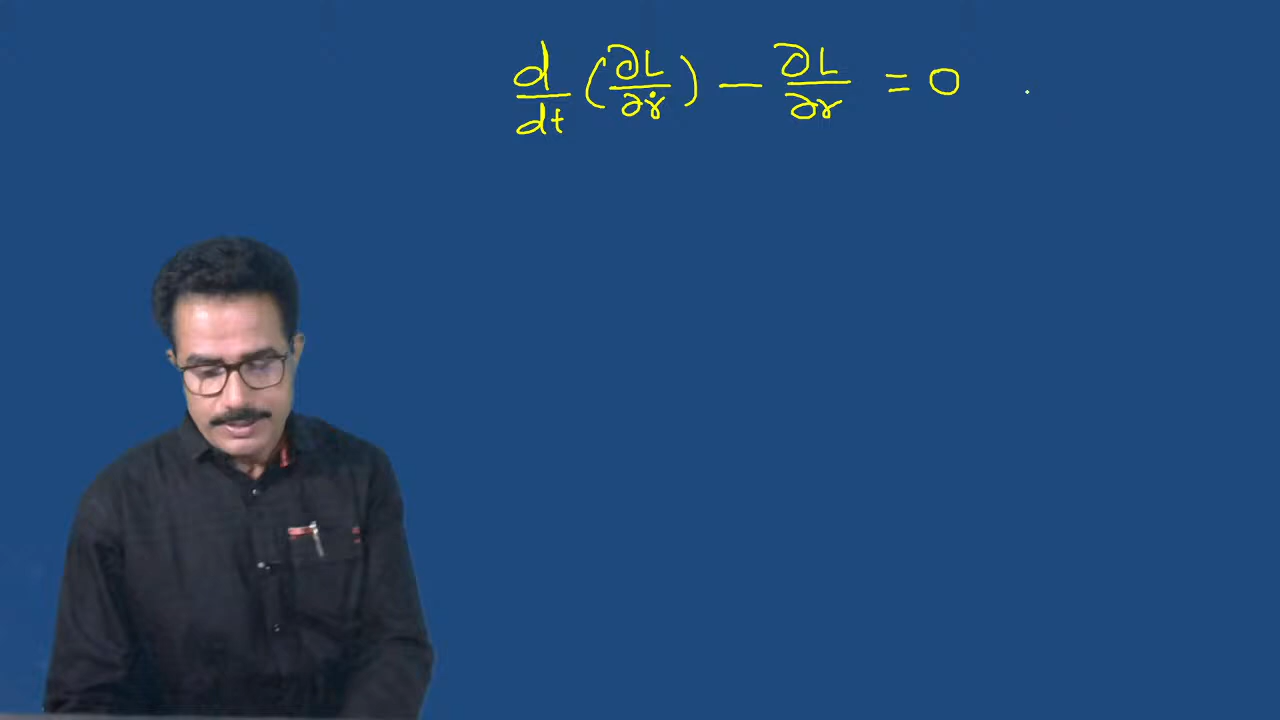 d/dt (∂L/∂ṙ) − ∂L/∂r = 0